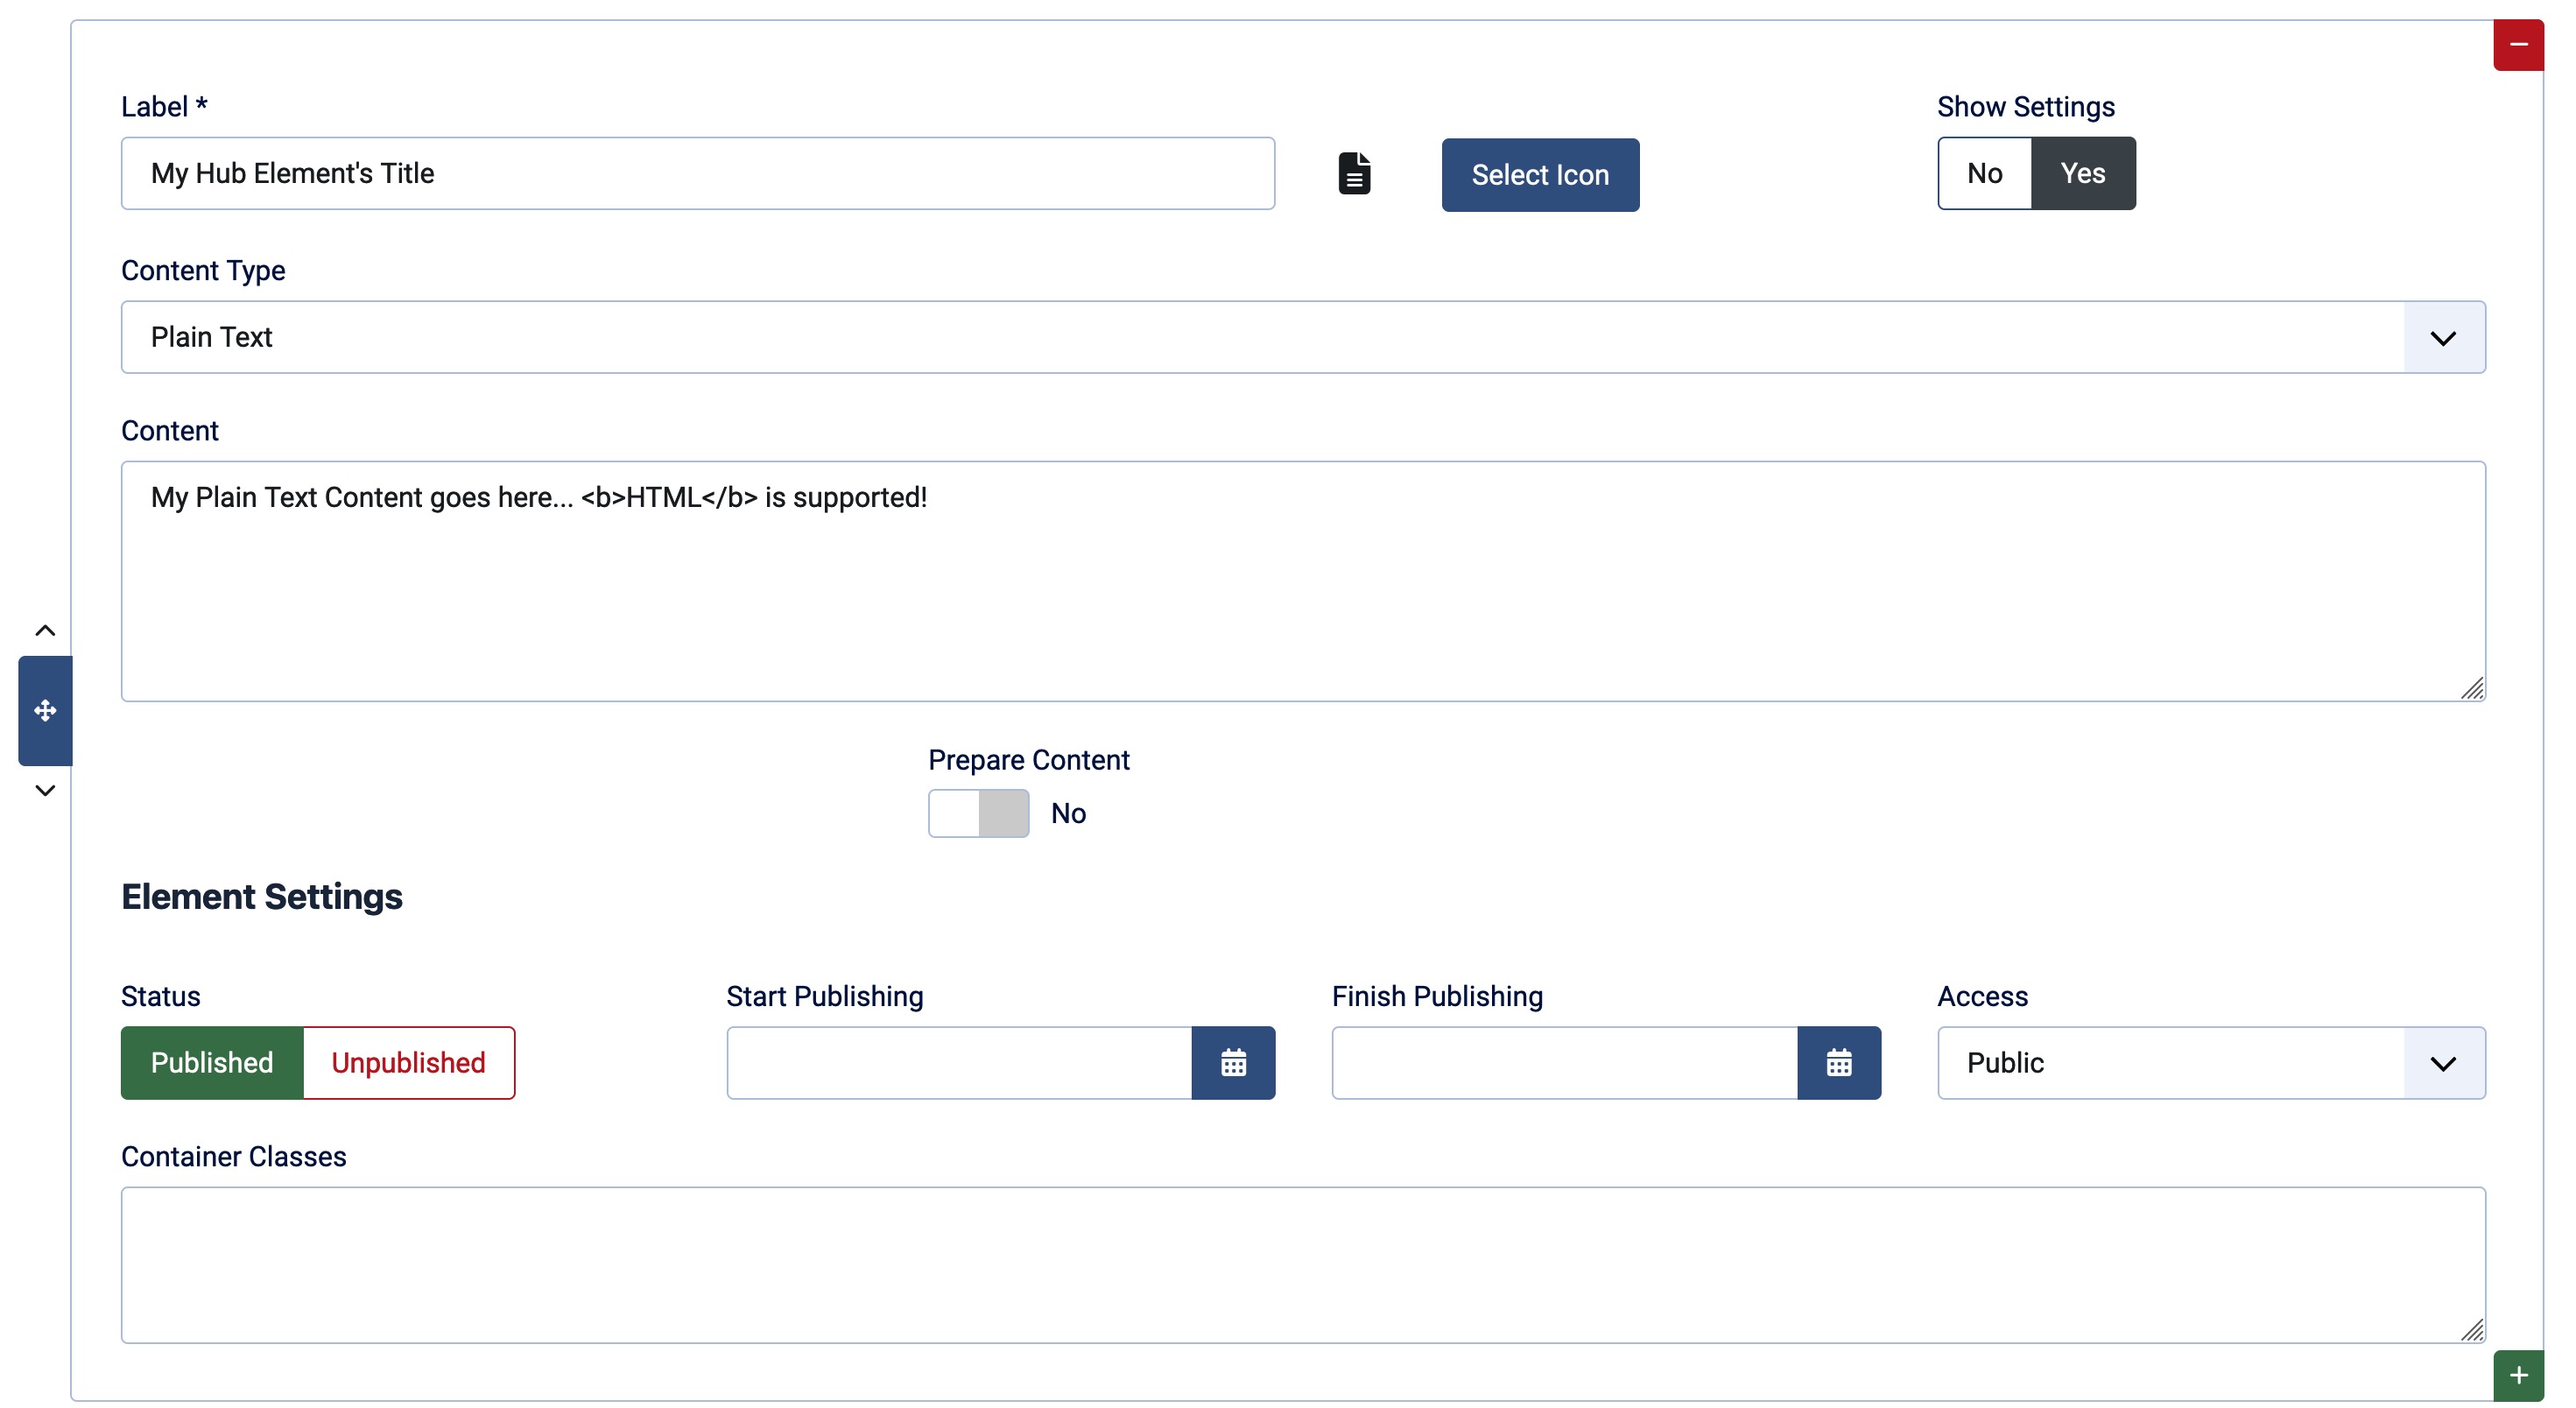 Label *
Show Settings
My Hub Element's Title
Select Icon
No Yes
Content Type
Plain Text
Content
My Plain Text Content goes here... <b>HTML</b> is supported!
Prepare Content
No
Element Settings
Status
Start Publishing
Finish Publishing
Access
Published Unpublished
Public
Container Classes